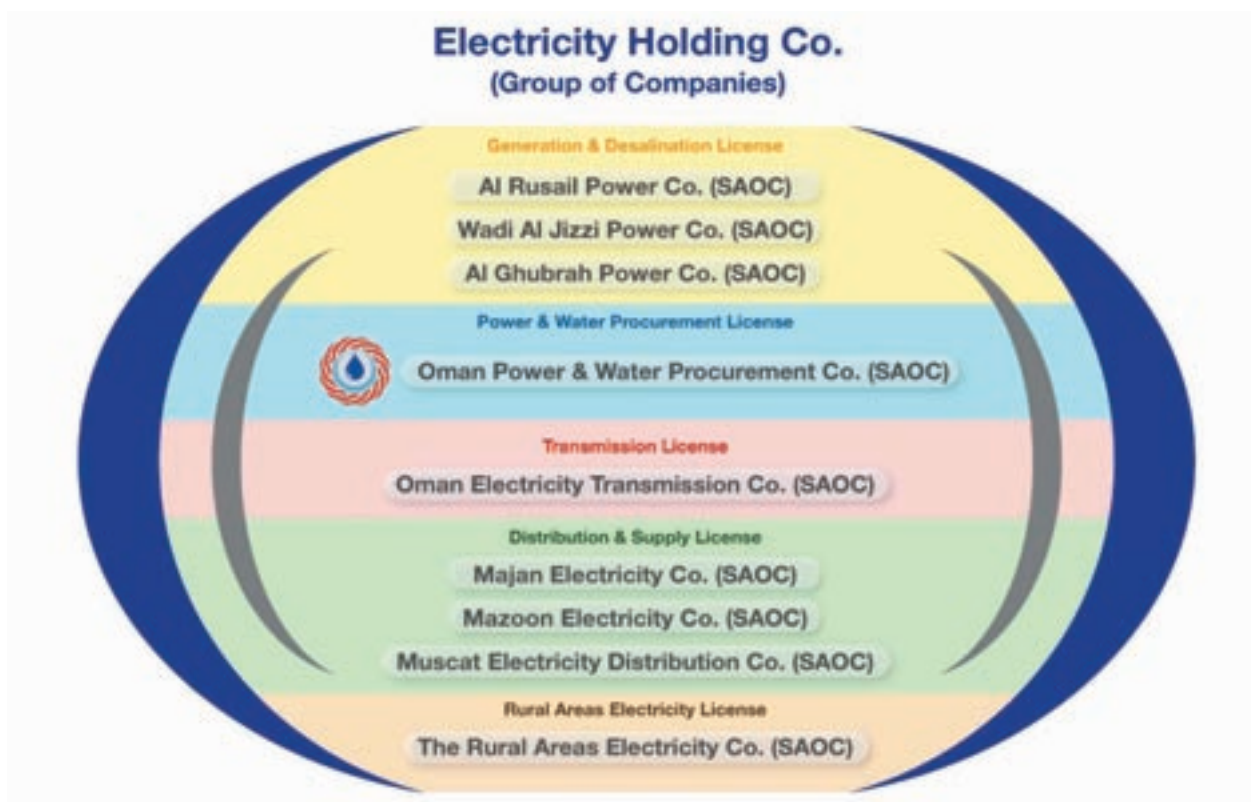 Electricity Holding Co.
(Group of Companies)
Generation & Desalination License
Al Rusail Power Co. (SAOC)
Wadi Al Jizzi Power Co. (SAOC)
Al Ghubrah Power Co. (SAOC)
Power & Water Procurement License
Oman Power & Water Procurement Co. (SAOC)
Transmission License
Oman Electricity Transmission Co. (SAOC)
Distribution & Supply License
Majan Electricity Co. (SAOC)
Mazoon Electricity Co. (SAOC)
Muscat Electricity Distribution Co. (SAOC)
Rural Areas Electricity License
The Rural Areas Electricity Co. (SAOC)